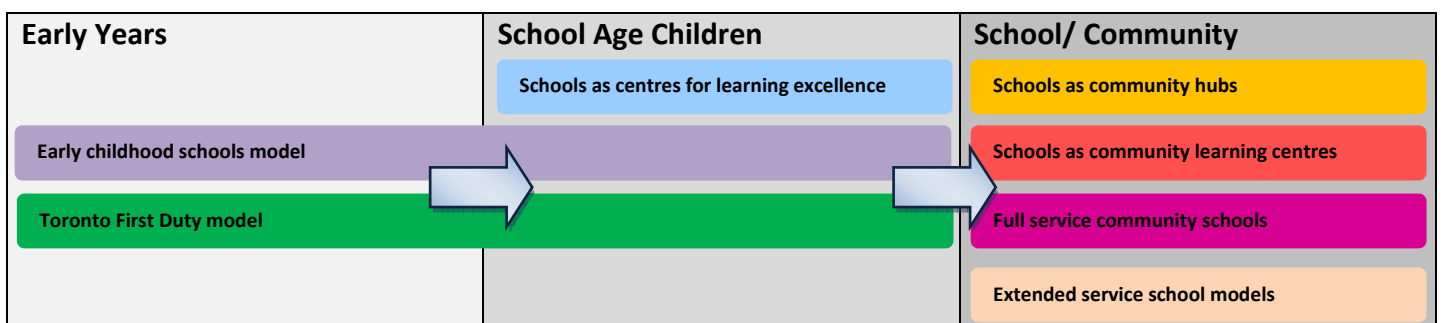 Early Years
School Age Children
School/ Community
Schools as centres for learning excellence
Schools as community hubs
Early childhood schools model
Schools as community learning centres
Toronto First Duty model
Full service community schools
Extended service school models